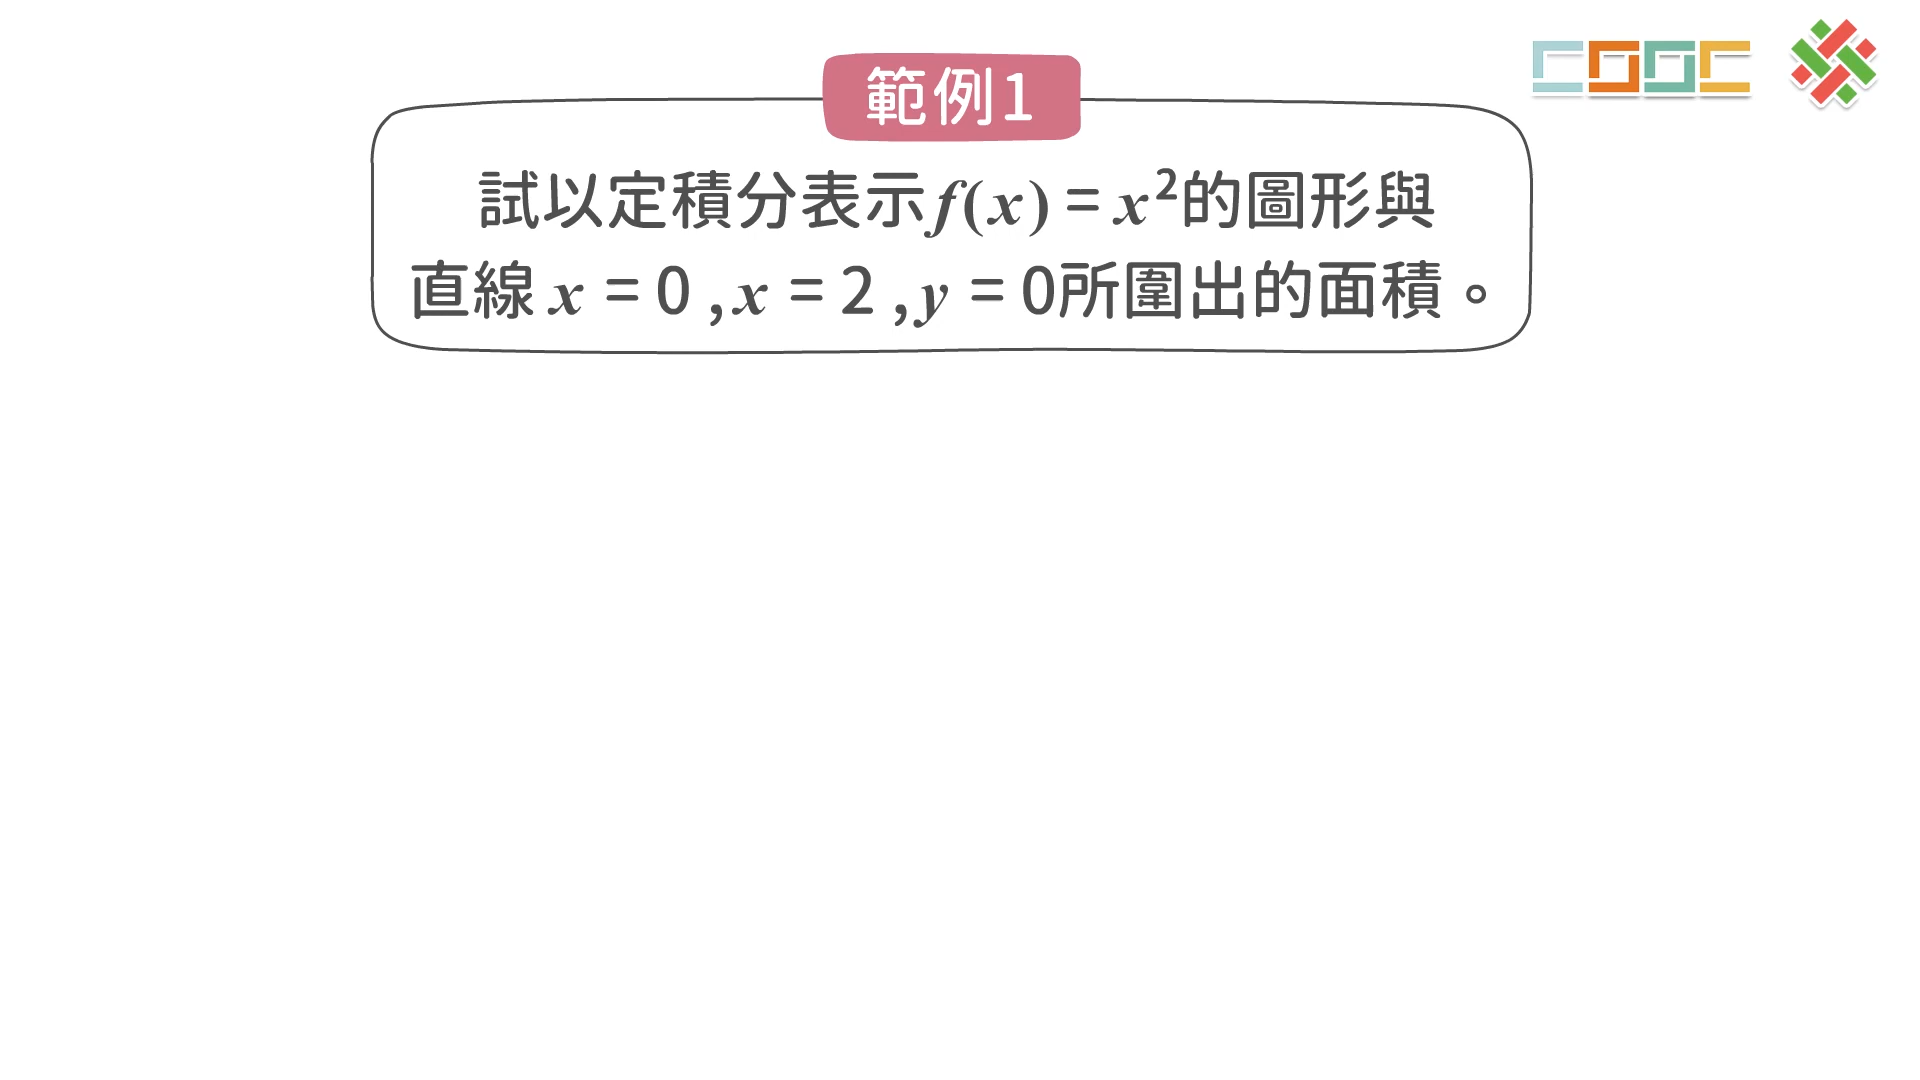 範例1
試以定積分表示f(x) = x²的圖形與
直線 x = 0 , x = 2 , y = 0所圍出的面積。